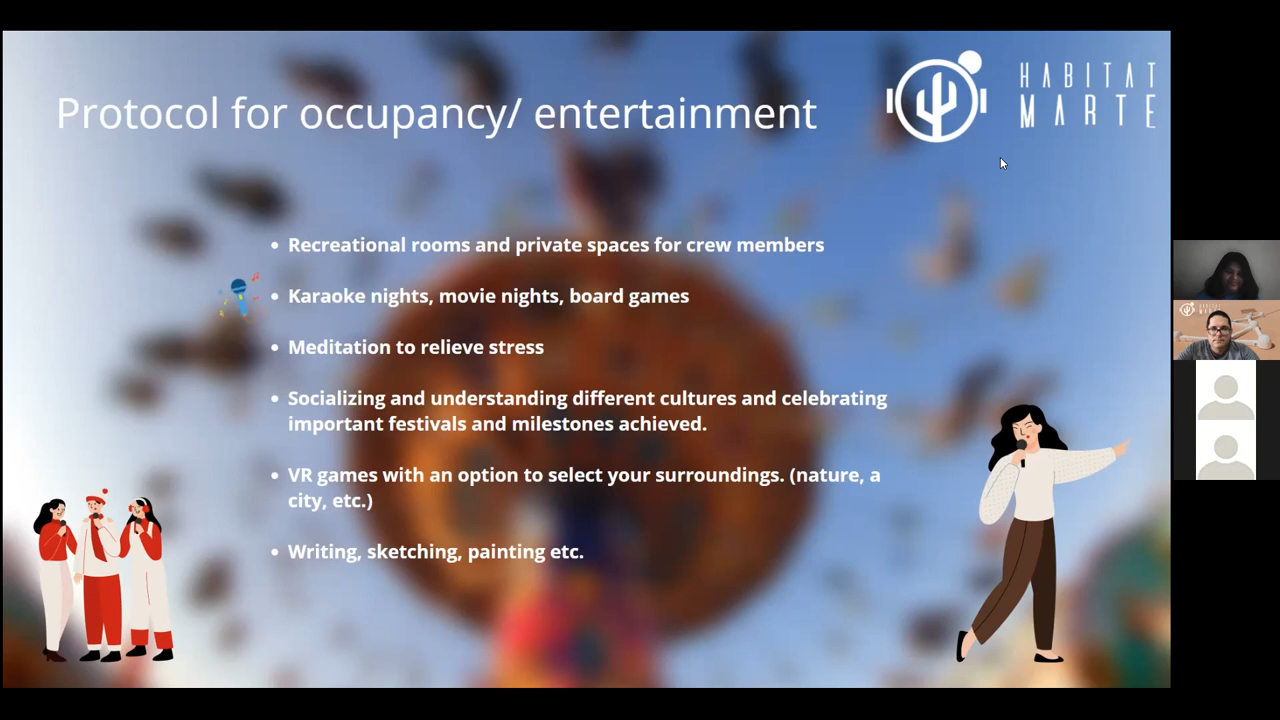 Protocol for occupancy/ entertainment
HABITAT
MARTE
• Recreational rooms and private spaces for crew members
• Karaoke nights, movie nights, board games
• Meditation to relieve stress
• Socializing and understanding different cultures and celebrating
important festivals and milestones achieved.
• VR games with an option to select your surroundings. (nature, a
city, etc.)
• Writing, sketching, painting etc.